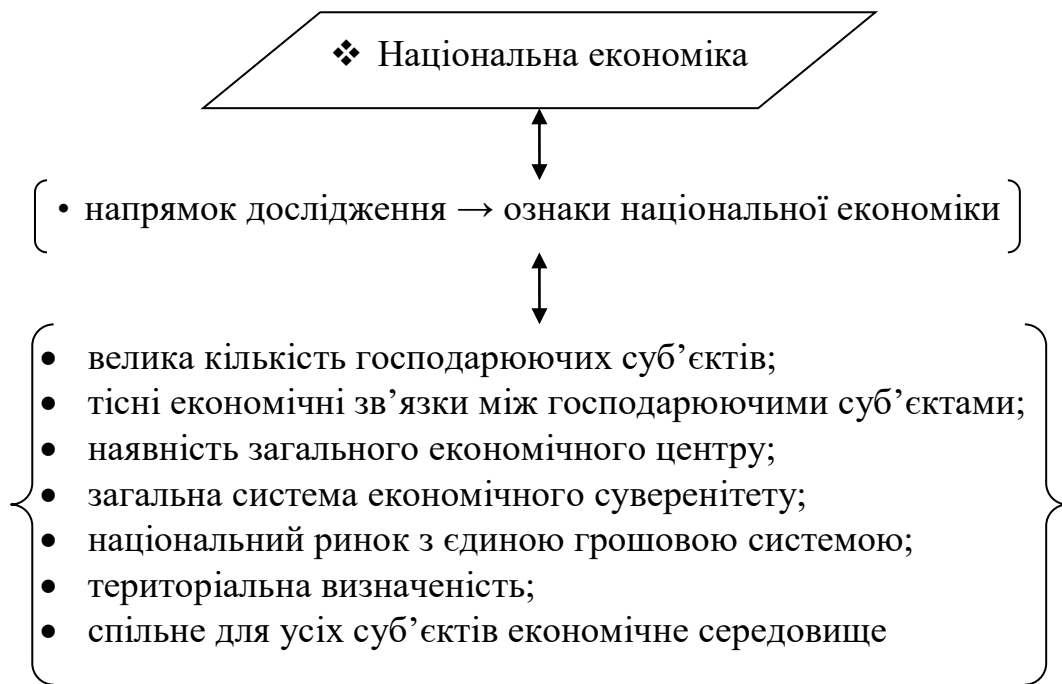 ❖ Національна економіка
• напрямок дослідження → ознаки національної економіки
• велика кількість господарюючих суб’єктів;
• тісні економічні зв’язки між господарюючими суб’єктами;
• наявність загального економічного центру;
• загальна система економічного суверенітету;
• національний ринок з єдиною грошовою системою;
• територіальна визначеність;
• спільне для усіх суб’єктів економічне середовище